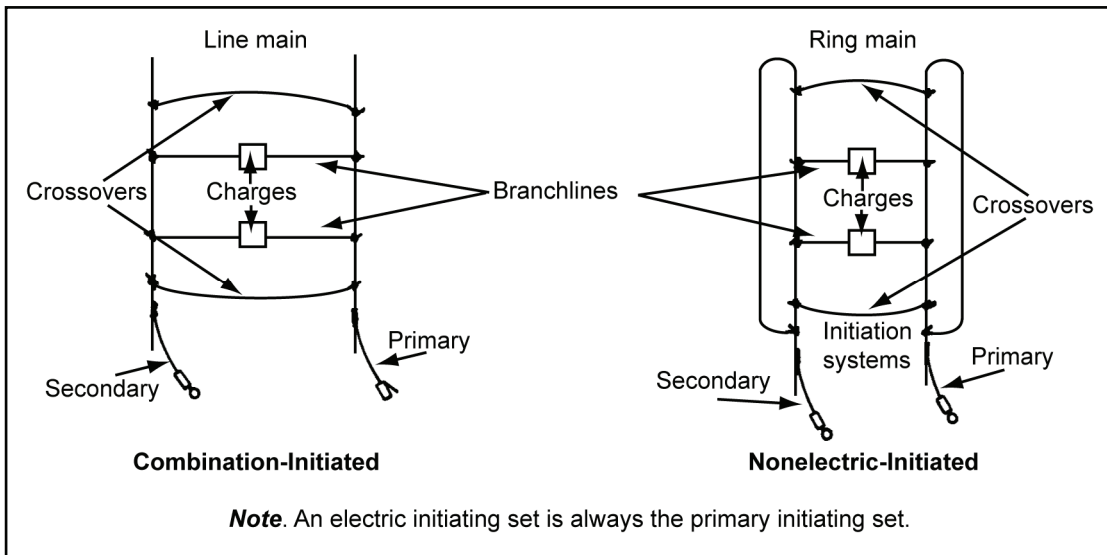 Line main
Ring main
Crossovers
Charges
Branchlines
Charges
Crossovers
Secondary
Primary
Initiation
systems
Secondary
Primary
Combination-Initiated
Nonelectric-Initiated
Note. An electric initiating set is always the primary initiating set.